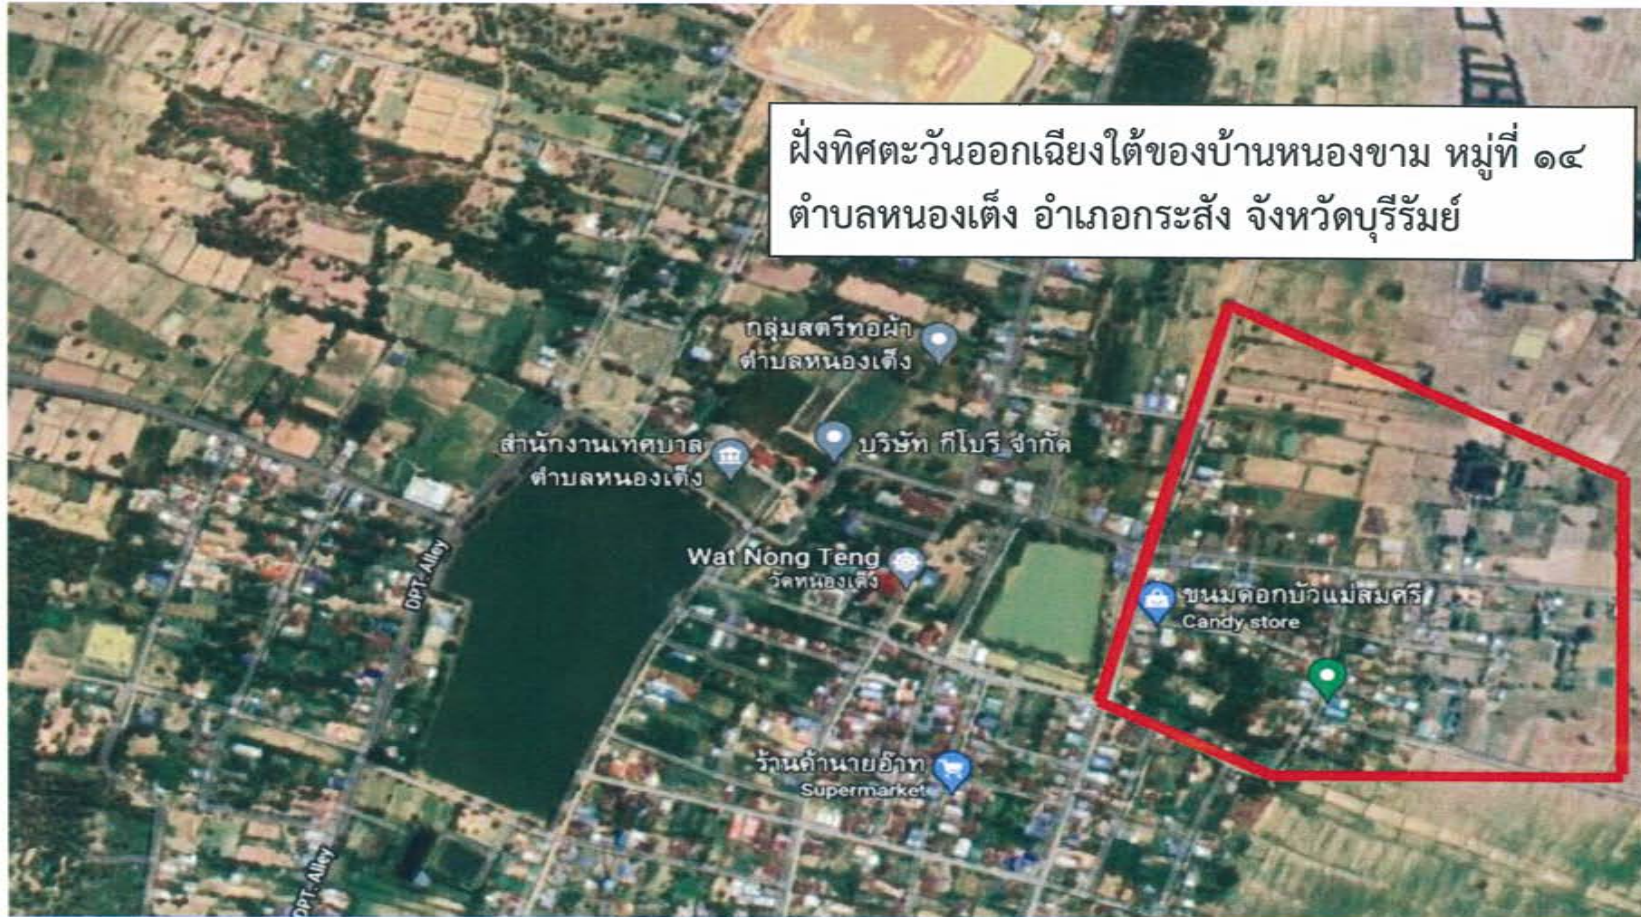 ฝั่งทิศตะวันออกเฉียงใต้ของบ้านหนองขาม หมู่ที่ ๑๔
ตำบลหนองเต็ง อำเภอกระสัง จังหวัดบุรีรัมย์
กลุ่มสตรีทอผ้า
ตำบลหนองเต็ง
สำนักงานเทศบาล
ตำบลหนองเต็ง
บริษัท กีโบรี จำกัด
Wat Nong Teng
วัดหนองเต็ง
ขนมดอกบัวแม่สมศรี
Candy store
DPT- Alley
ร้านค้านายอ๊าท
Supermarket
DPT- Alley